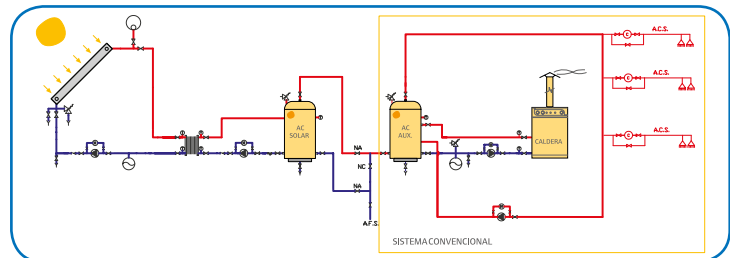 A.C.S.
A.C.S.
A.C.S.
AC
SOLAR
AC
AUX.
CALDERA
NA
NC
NA
A.F.S.
SISTEMA CONVENCIONAL